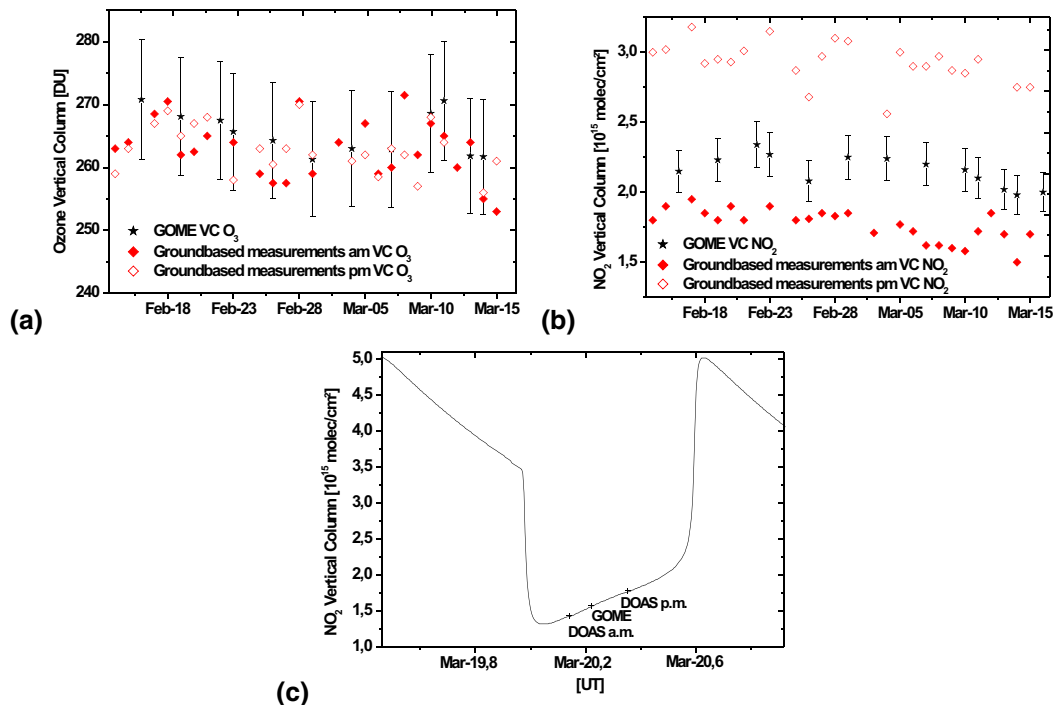 285
280
270
260
250
240
Ozone Vertical Column [DU]
GOME VC O₃
Groundbased measurements am VC O₃
Groundbased measurements pm VC O₃
Feb-18 Feb-23 Feb-28 Mar-05 Mar-10 Mar-15
(a)
3,0
2,5
2,0
1,5
NO₂ Vertical Column [10¹⁵ molec/cm²]
GOME VC NO₂
Groundbased measurements am VC NO₂
Groundbased measurements pm VC NO₂
Feb-18 Feb-23 Feb-28 Mar-05 Mar-10 Mar-15
(b)
5,0
4,5
4,0
3,5
3,0
2,5
2,0
1,5
1,0
NO₂ Vertical Column [10¹⁵ molec/cm²]
DOAS p.m.
GOME
DOAS a.m.
Mar-19,8 Mar-20,2 Mar-20,6
[UT]
(c)